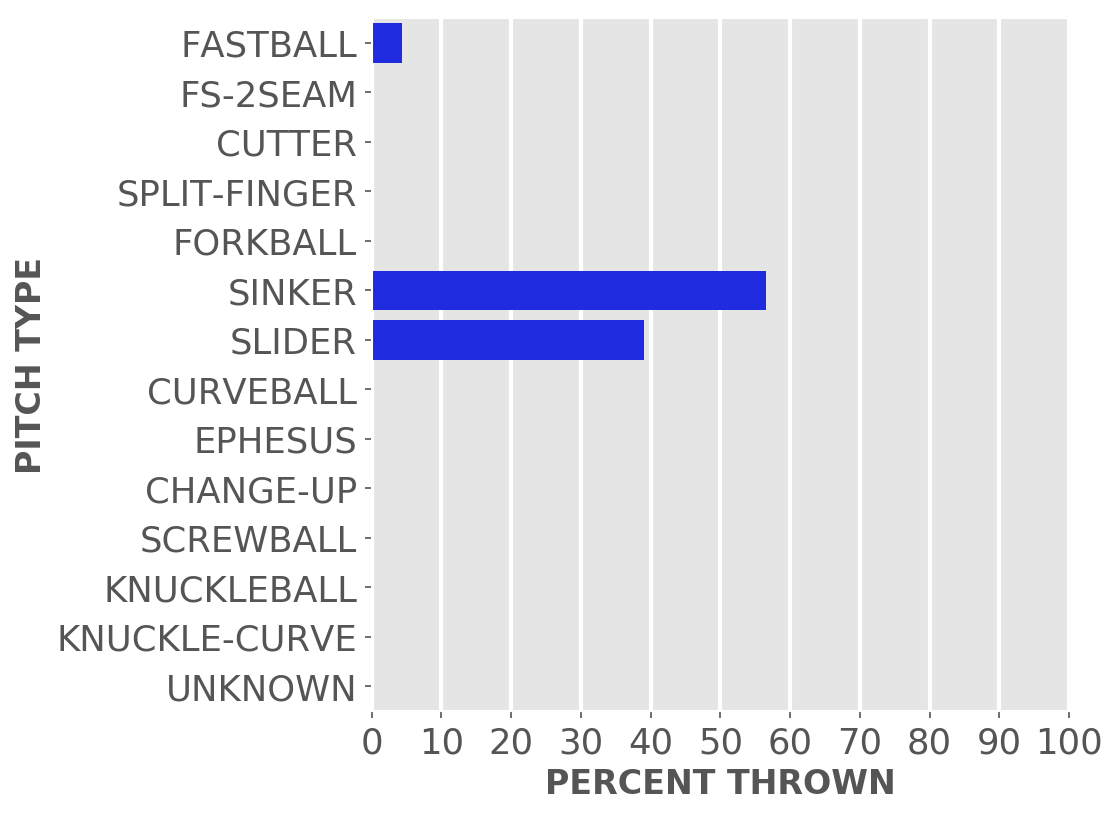 FASTBALL
FS-2SEAM
CUTTER
SPLIT-FINGER
FORKBALL
SINKER
SLIDER
CURVEBALL
EPHESUS
CHANGE-UP
SCREWBALL
KNUCKLEBALL
KNUCKLE-CURVE
UNKNOWN
PITCH TYPE
0 10 20 30 40 50 60 70 80 90 100
PERCENT THROWN